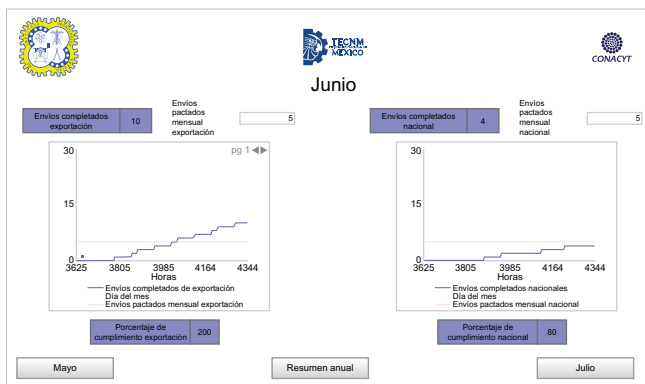 TECNM
MÉXICO
CONACYT
Junio
Envíos completados
exportación
10
Envíos
pactados
mensual
exportación
5
Envíos completados
nacional
4
Envíos
pactados
mensual
nacional
5
pg 1
30
15
0
3625 3805 3985 4164 4344
Horas
Envíos completados de exportación
Día del mes
Envíos pactados mensual exportación
30
15
0
3625 3805 3985 4164 4344
Horas
Envíos completados nacionales
Día del mes
Envíos pactados mensual nacional
Porcentaje de
cumplimiento exportación
200
Porcentaje de
cumplimiento nacional
80
Mayo
Resumen anual
Julio